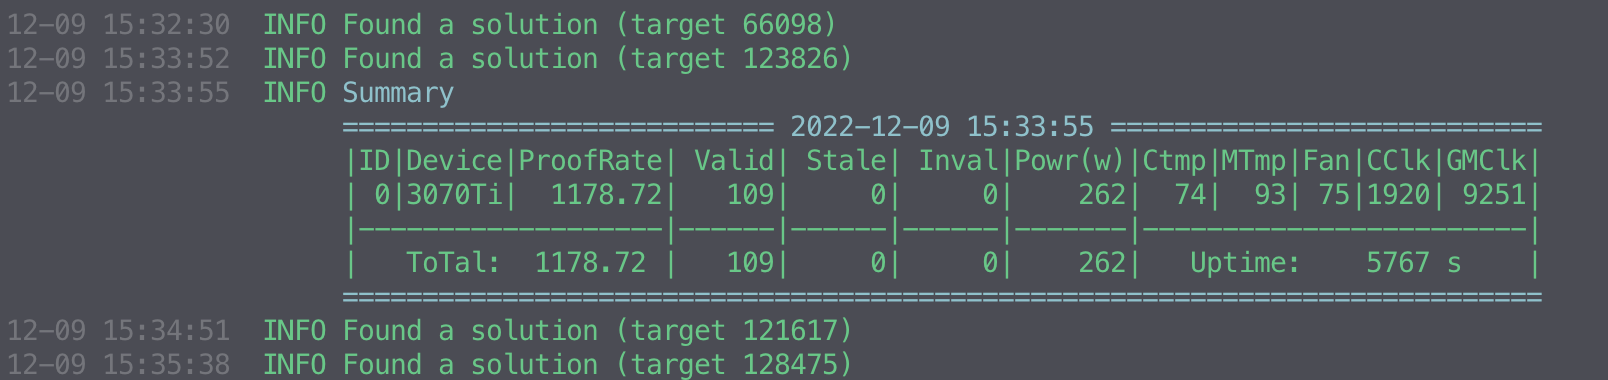 12-09 15:32:30  INFO Found a solution (target 66098)
12-09 15:33:52  INFO Found a solution (target 123826)
12-09 15:33:55  INFO Summary
=========================== 2022-12-09 15:33:55 ===========================
|ID|Device|ProofRate| Valid| Stale| Inval|Powr(w)|Ctmp|MTmp|Fan|CClk|GMClk|
| 0|3070Ti|  1178.72|   109|     0|     0|    262|  74|  93| 75|1920| 9251|
|-------------------|------|------|------|-------|------------------------|
|   ToTal:  1178.72 |   109|     0|     0|    262|   Uptime:    5767 s    |
===========================================================================
12-09 15:34:51  INFO Found a solution (target 121617)
12-09 15:35:38  INFO Found a solution (target 128475)